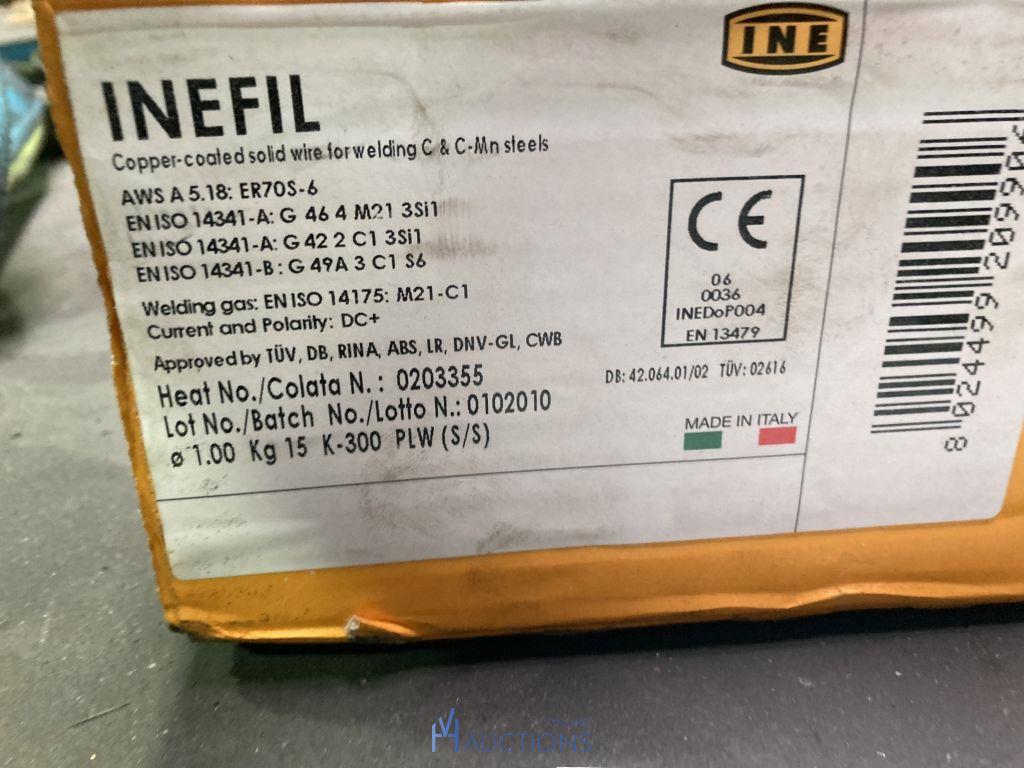 INE
INEFIL
Copper-coated solid wire for welding C & C-Mn steels
AWS A 5.18: ER70S-6
EN ISO 14341-A: G 46 4 M21 3Si1
EN ISO 14341-A: G 42 2 C1 3Si1
EN ISO 14341-B: G 49A 3 C1 S6
Welding gas: EN ISO 14175: M21-C1
Current and Polarity: DC+
Approved by TÜV, DB, RINA, ABS, LR, DNV-GL, CWB
Heat No./Colata N.: 0203355
Lot No./Batch No./Lotto N.: 0102010
ø 1.00 Kg 15 K-300 PLW (S/S)
CE
06
0036
INEDoP004
EN 13479
DB: 42.064.01/02 TÜV: 02616
MADE IN ITALY
AUCTIONS